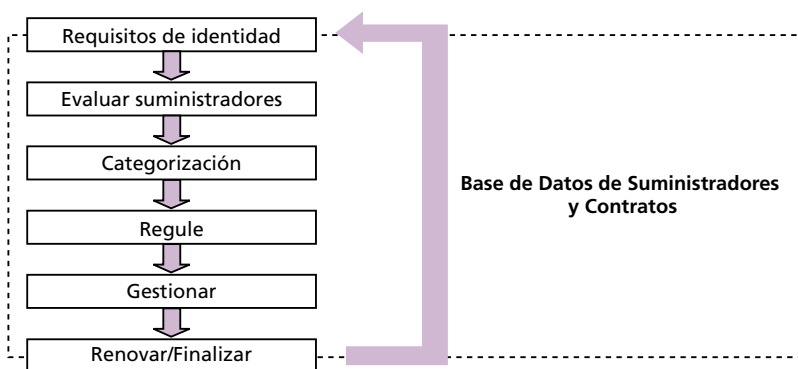 Requisitos de identidad
Evaluar suministradores
Categorización
Regule
Gestionar
Renovar/Finalizar
Base de Datos de Suministradores
y Contratos